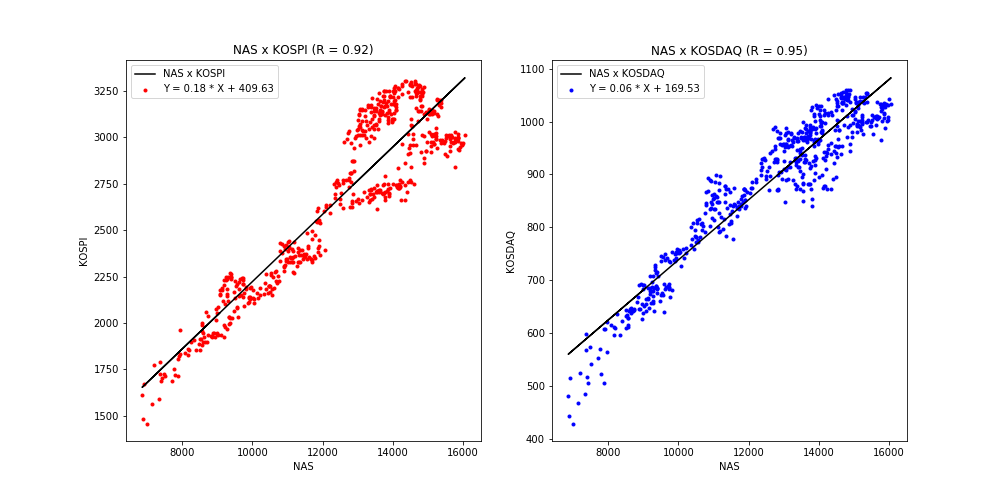 NAS x KOSPI (R = 0.92)
NAS x KOSPI
Y = 0.18 * X + 409.63
3250
3000
2750
2500
2250
2000
1750
1500
KOSPI
8000 10000 12000 14000 16000
NAS
NAS x KOSDAQ (R = 0.95)
NAS x KOSDAQ
Y = 0.06 * X + 169.53
1100
1000
900
800
700
600
500
400
KOSDAQ
8000 10000 12000 14000 16000
NAS